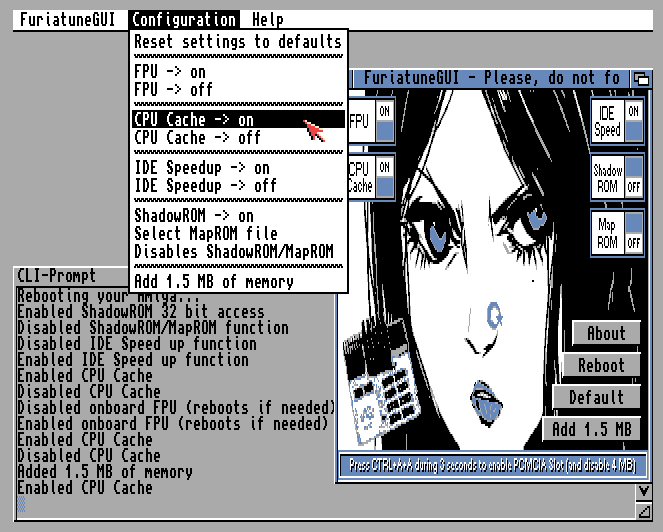 FuriatuneGUI Configuration Help
Reset settings to defaults
FPU -> on
FPU -> off
CPU Cache -> on
CPU Cache -> off
IDE Speedup -> on
IDE Speedup -> off
ShadowROM -> on
Select MapROM file
Disables ShadowROM/MapROM
Add 1.5 MB of memory
FuriatuneGUI - Please, do not fo
FPU
ON
CPU
Cache
ON
IDE
Speed
ON
Shadow
ROM
OFF
Map
ROM
OFF
About
Reboot
Default
Add 1.5 MB
Press CTRL+A+A during 3 seconds to enable PCMCIA Slot (and disable 4 MB)
CLI-Prompt
Rebooting your Amiga...
Enabled ShadowROM 32 bit access
Disabled ShadowROM/MapROM function
Disabled IDE Speed up function
Enabled IDE Speed up function
Enabled CPU Cache
Disabled CPU Cache
Disabled onboard FPU (reboots if needed)
Enabled onboard FPU (reboots if needed)
Enabled CPU Cache
Disabled CPU Cache
Added 1.5 MB of memory
Enabled CPU Cache